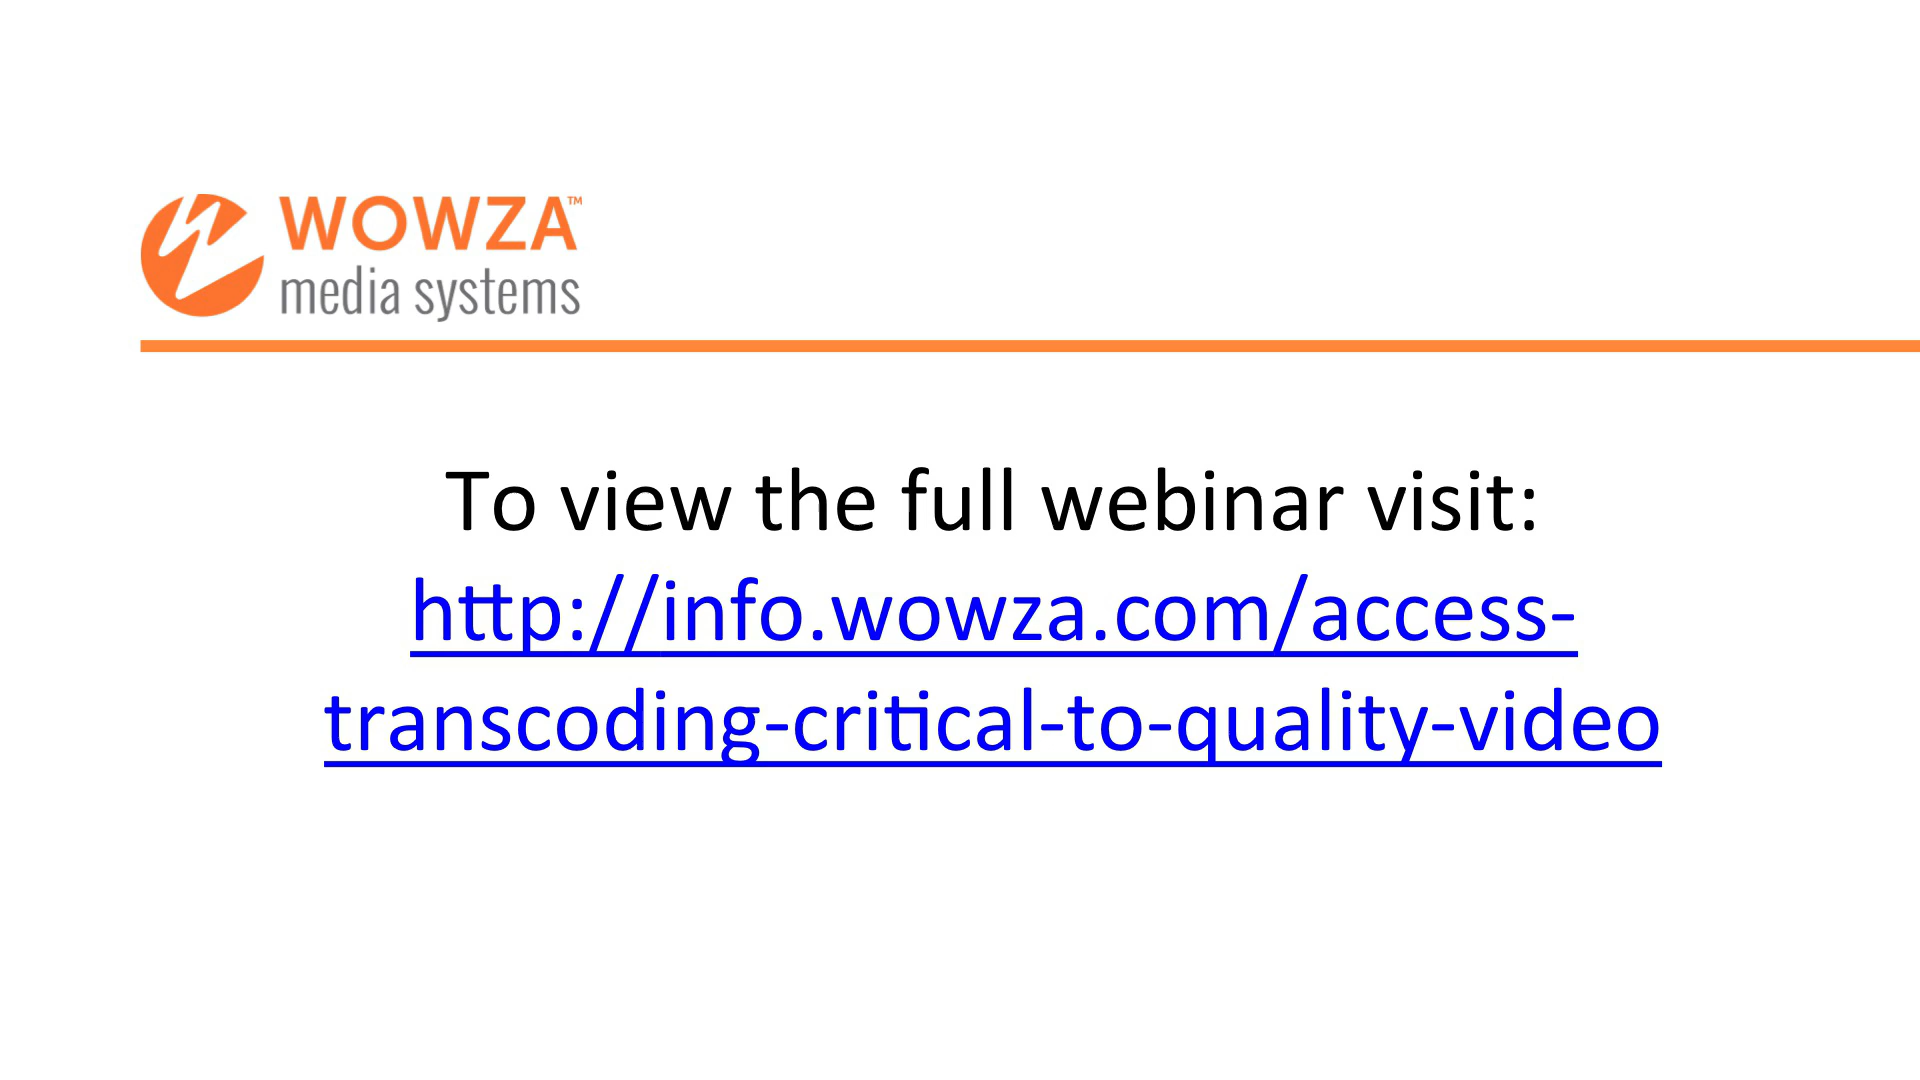 WOWZA™
media systems
To view the full webinar visit:
http://info.wowza.com/access-
transcoding-critical-to-quality-video